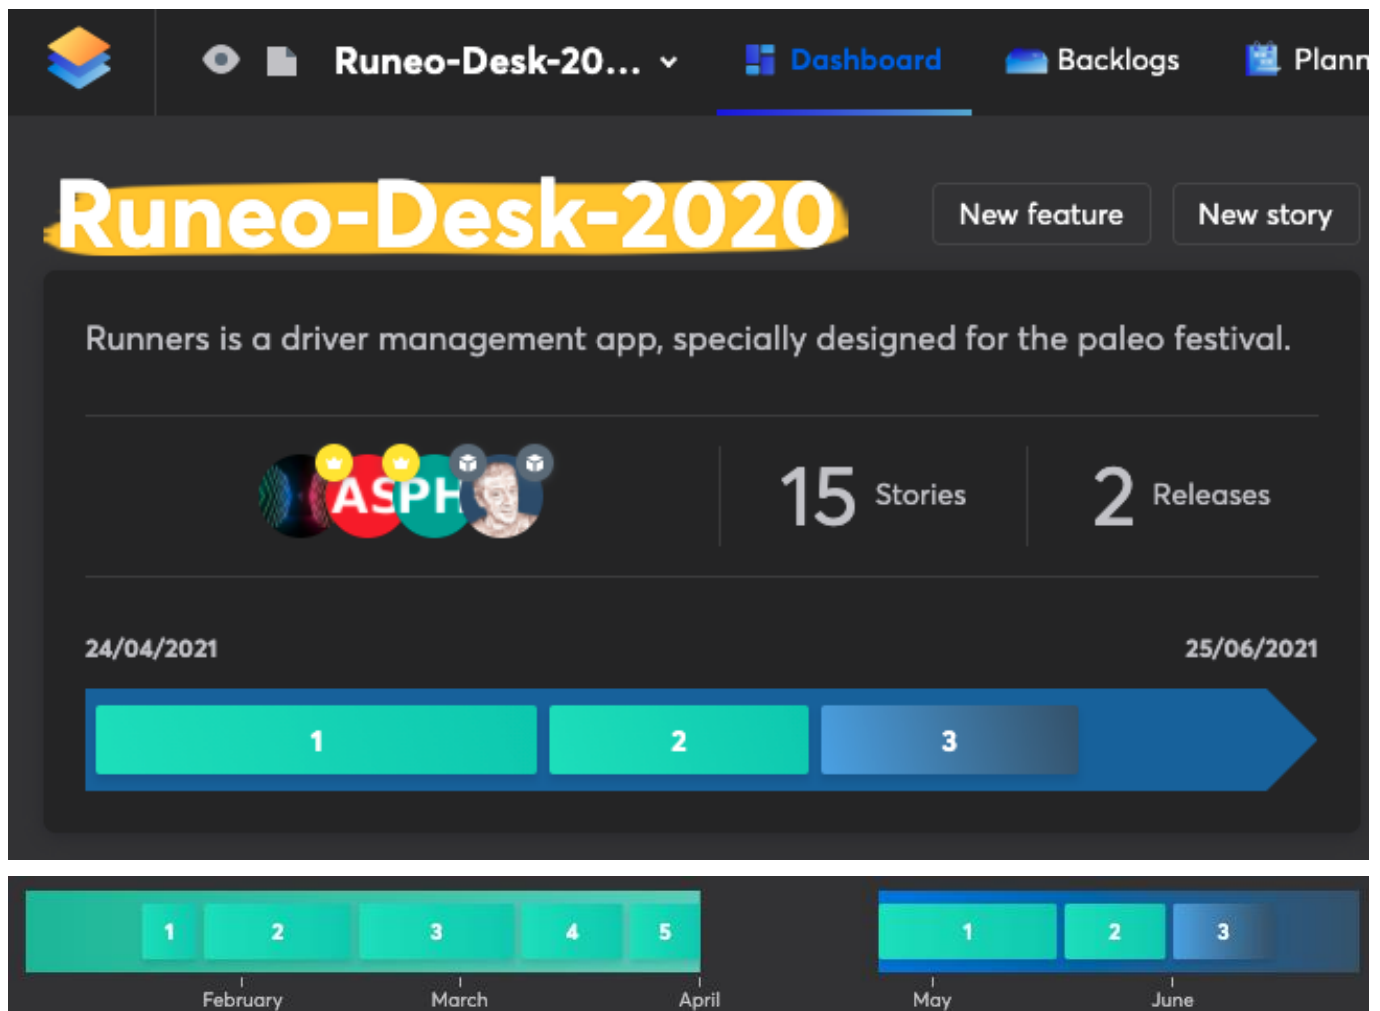 Runeo-Desk-20... Dashboard Backlogs Plann
Runeo-Desk-2020 New feature New story
Runners is a driver management app, specially designed for the paleo festival.
AS PH 15 Stories 2 Releases
24/04/2021 25/06/2021
1 2 3
1 2 3 4 5 1 2 3
February March April May June